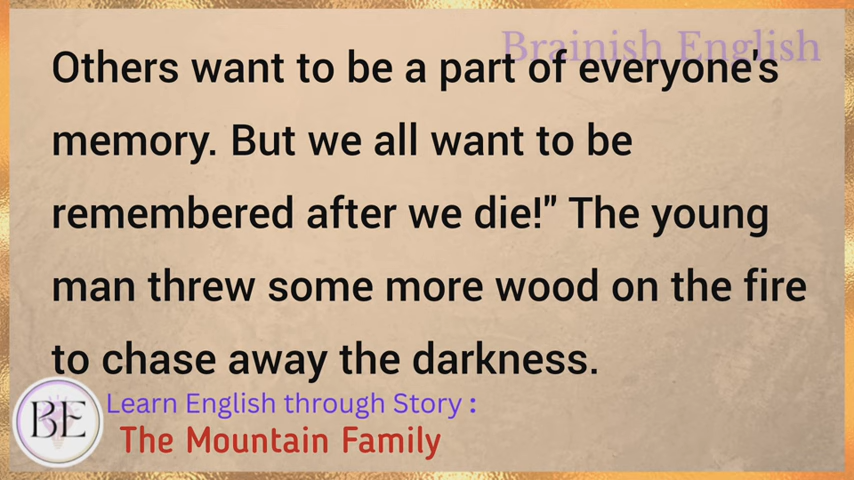 Brainish English
Others want to be a part of everyone's
memory. But we all want to be
remembered after we die!" The young
man threw some more wood on the fire
to chase away the darkness.
BE
Learn English through Story :
The Mountain Family